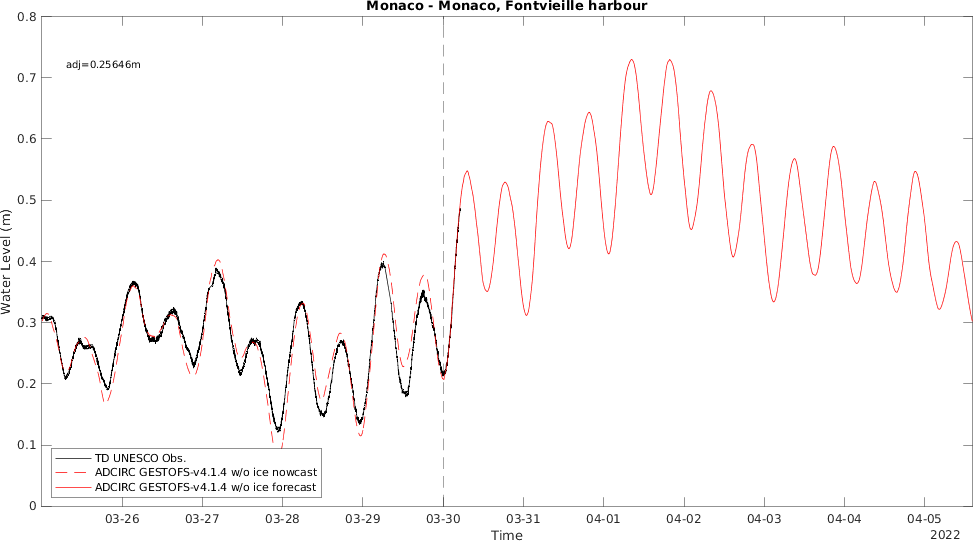 Monaco - Monaco, Fontvieille harbour
adj=0.25646m
Water Level (m)
0.8
0.7
0.6
0.5
0.4
0.3
0.2
0.1
0
TD UNESCO Obs.
ADCIRC GESTOFS-v4.1.4 w/o ice nowcast
ADCIRC GESTOFS-v4.1.4 w/o ice forecast
03-26 03-27 03-28 03-29 03-30 03-31 04-01 04-02 04-03 04-04 04-05
Time
2022